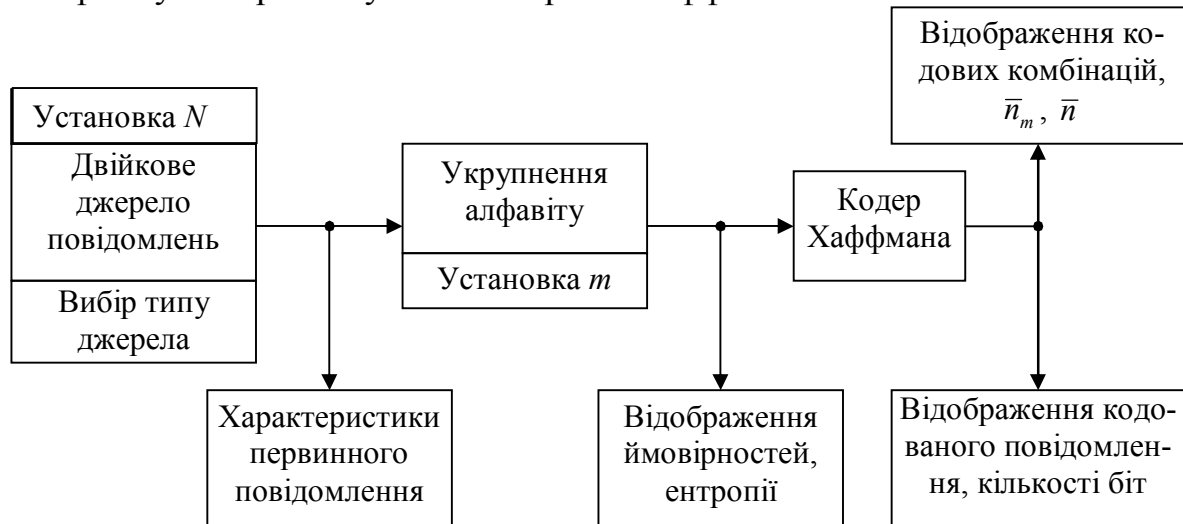 Установка N
Двійкове
джерело
повідомлень
Вибір типу
джерела
Укрупнення
алфавіту
Установка m
Кодер
Хаффмана
Відображення ко-
дових комбінацій,
n̅ₘ , n̅
Характеристики
первинного
повідомлення
Відображення
ймовірностей,
ентропії
Відображення кодо-
ваного повідомлен-
ня, кількості біт